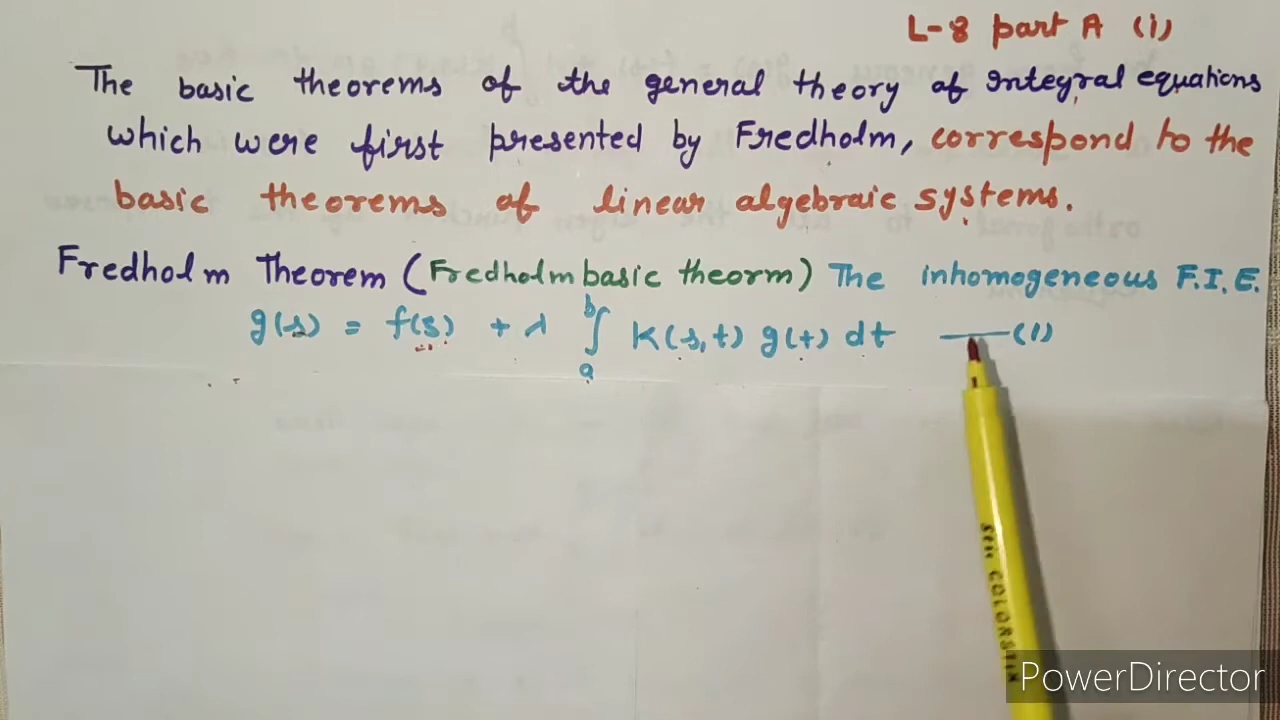 L-8 part A (i)
The basic theorems of the general theory of Integral equations
which were first presented by Fredholm, correspond to the
basic theorems of linear algebraic systems.
Fredholm Theorem (Fredholm basic theorm) The inhomogeneous F.I.E.
g(s) = f(s) + λ ∫_a^b K(s,t) g(t) dt —(1)
PowerDirector